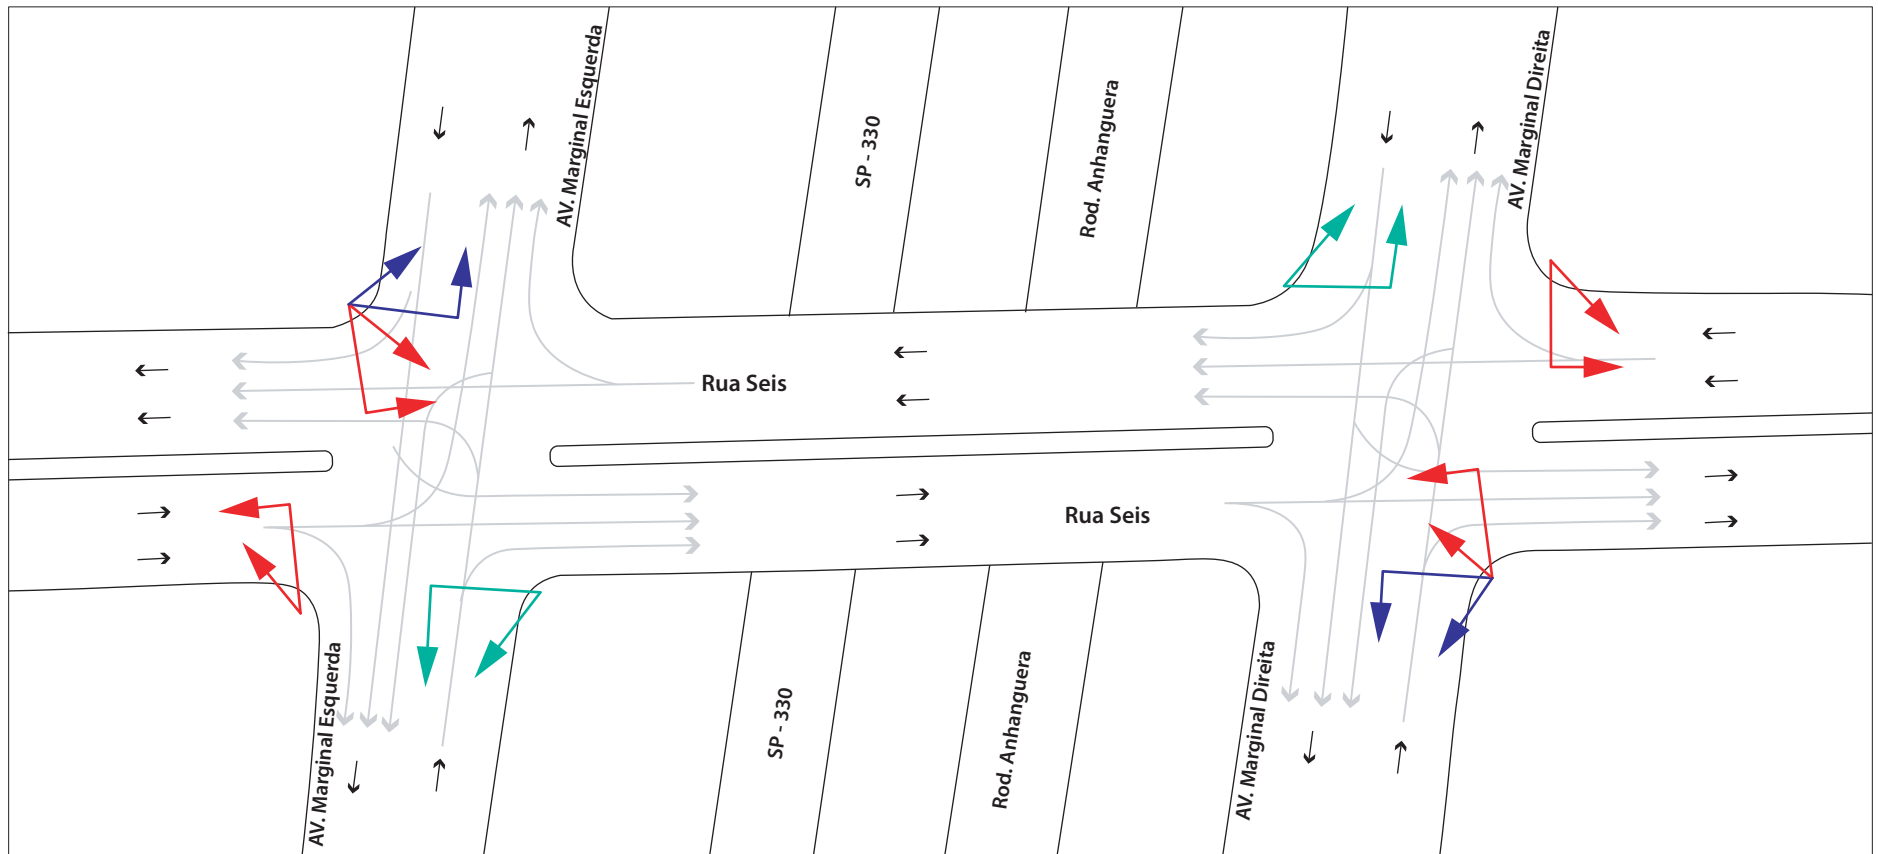 AV. Marginal Esquerda
SP - 330
Rod. Anhanguera
AV. Marginal Direita
Rua Seis
Rua Seis
AV. Marginal Esquerda
SP - 330
Rod. Anhanguera
AV. Marginal Direita